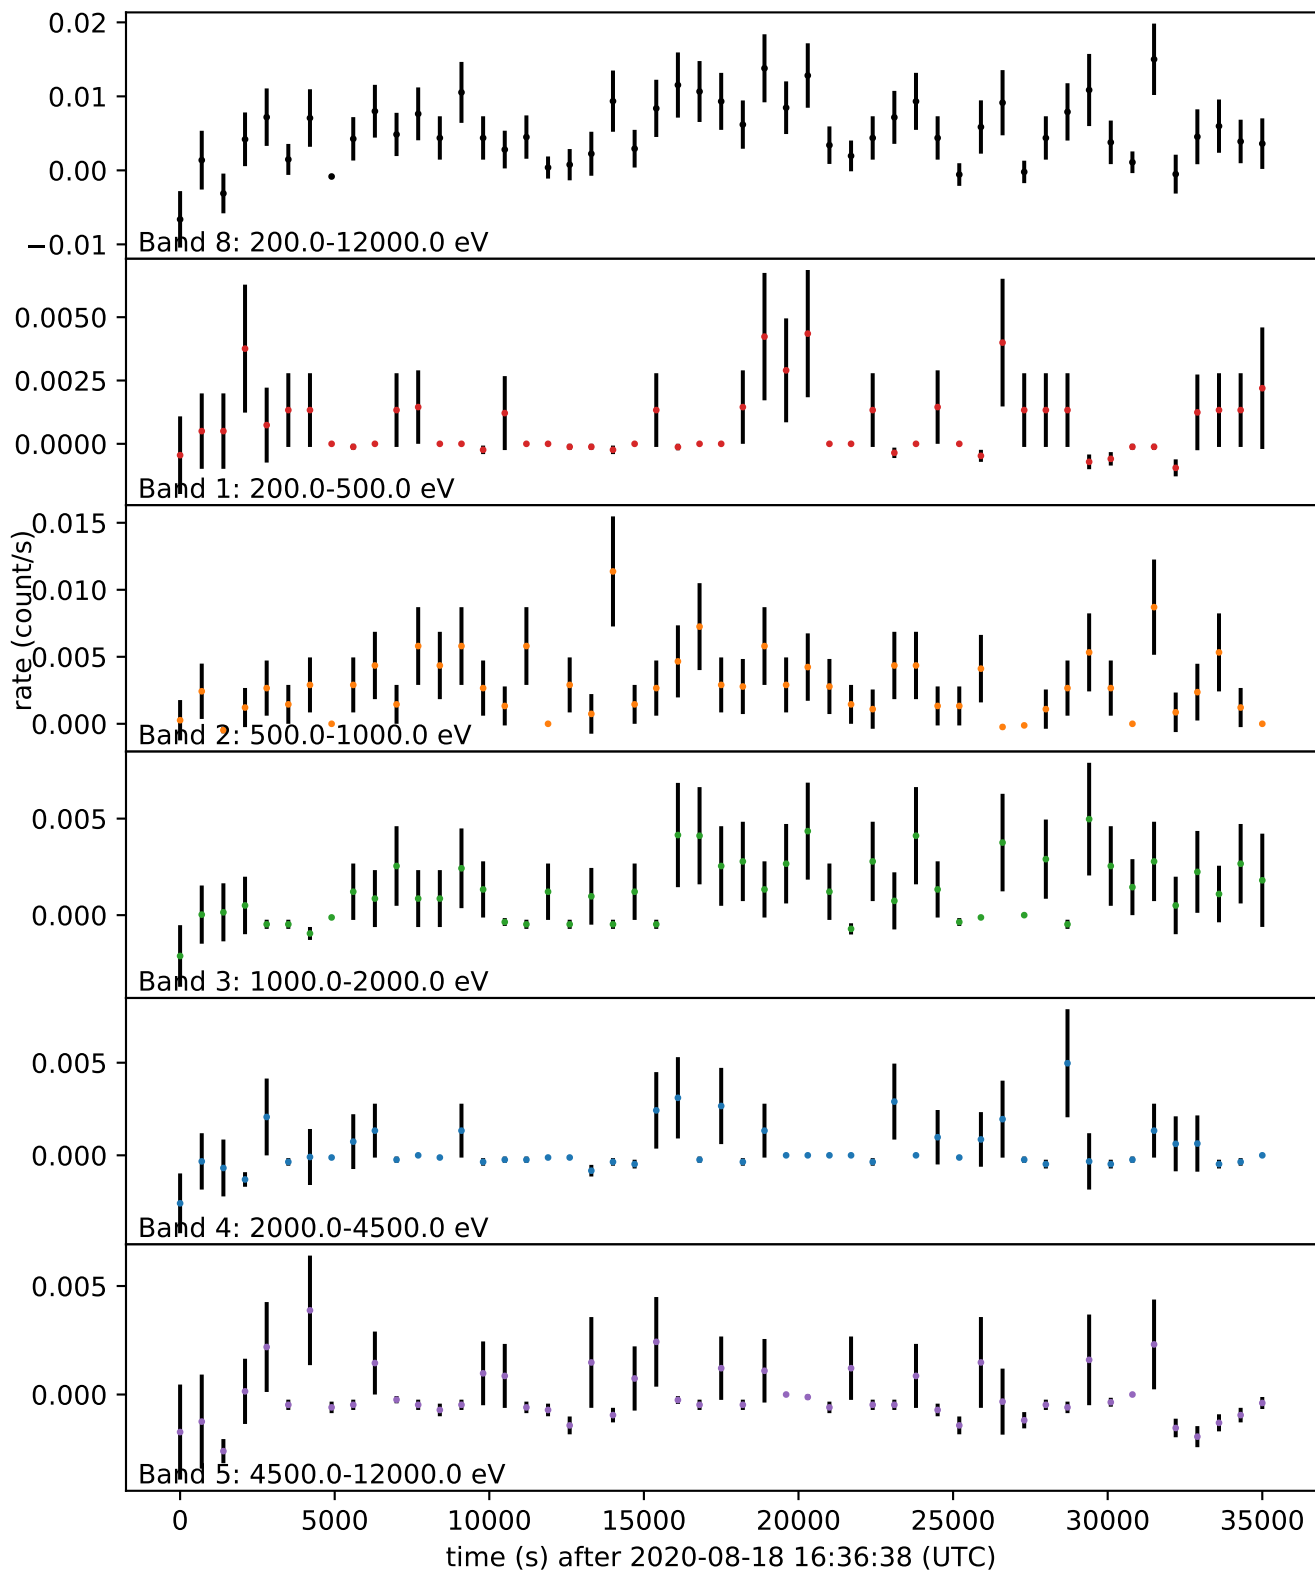 0.02
0.01
0.00
−0.01
Band 8: 200.0-12000.0 eV
0.0050
0.0025
0.0000
Band 1: 200.0-500.0 eV
rate (count/s)
0.015
0.010
0.005
0.000
Band 2: 500.0-1000.0 eV
0.005
0.000
Band 3: 1000.0-2000.0 eV
0.005
0.000
Band 4: 2000.0-4500.0 eV
0.005
0.000
Band 5: 4500.0-12000.0 eV
0 5000 10000 15000 20000 25000 30000 35000
time (s) after 2020-08-18 16:36:38 (UTC)